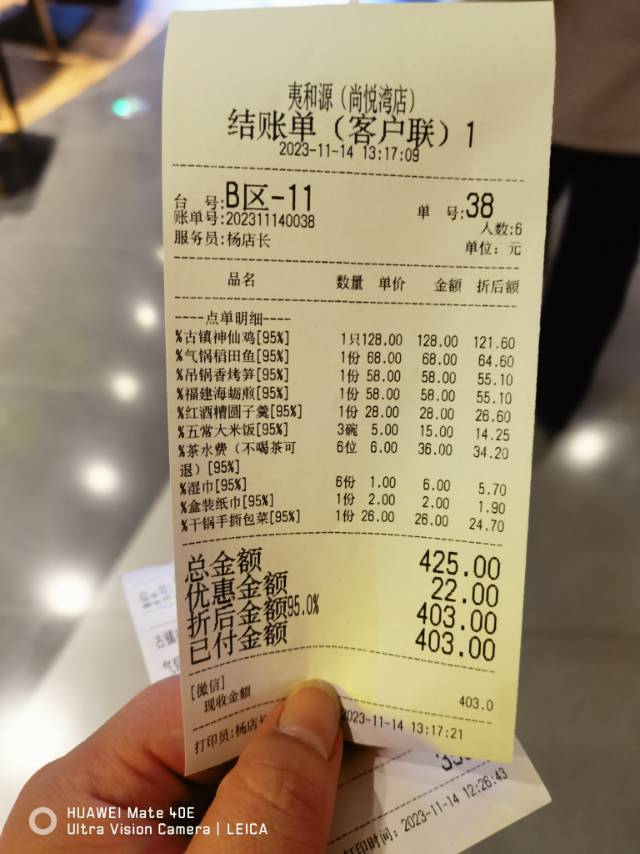 夷和源（尚悦湾店）
结账单（客户联）1
2023-11-14 13:17:09
台 号:B区-11 单 号:38
账单号:202311140038 人数:6
服务员:杨店长 单位: 元
品名 数量 单价 金额 折后额
-----点单明细----
%古镇神仙鸡[95%] 1只128.00 128.00 121.60
%气锅稻田鱼[95%] 1份 68.00 68.00 64.60
%吊锅香烤笋[95%] 1份 58.00 58.00 55.10
%福建海蛎煎[95%] 1份 58.00 58.00 55.10
%红酒糟圆子羹[95%] 1份 28.00 28.00 26.60
%五常大米饭[95%] 3碗 5.00 15.00 14.25
%茶水费（不喝茶可 6位 6.00 36.00 34.20
退）[95%]
%湿巾[95%] 6份 1.00 6.00 5.70
%盒装纸巾[95%] 1份 2.00 2.00 1.90
%干锅手撕包菜[95%] 1份 26.00 26.00 24.70
总金额 425.00
优惠金额 22.00
折后金额95.0% 403.00
已付金额 403.00
[微信]
现收金额 403.0
打印员:杨店长 2023-11-14 13:17:21
古镇
气锅
打印时间: 2023-11-14 12:26:43
HUAWEI Mate 40E
Ultra Vision Camera | LEICA